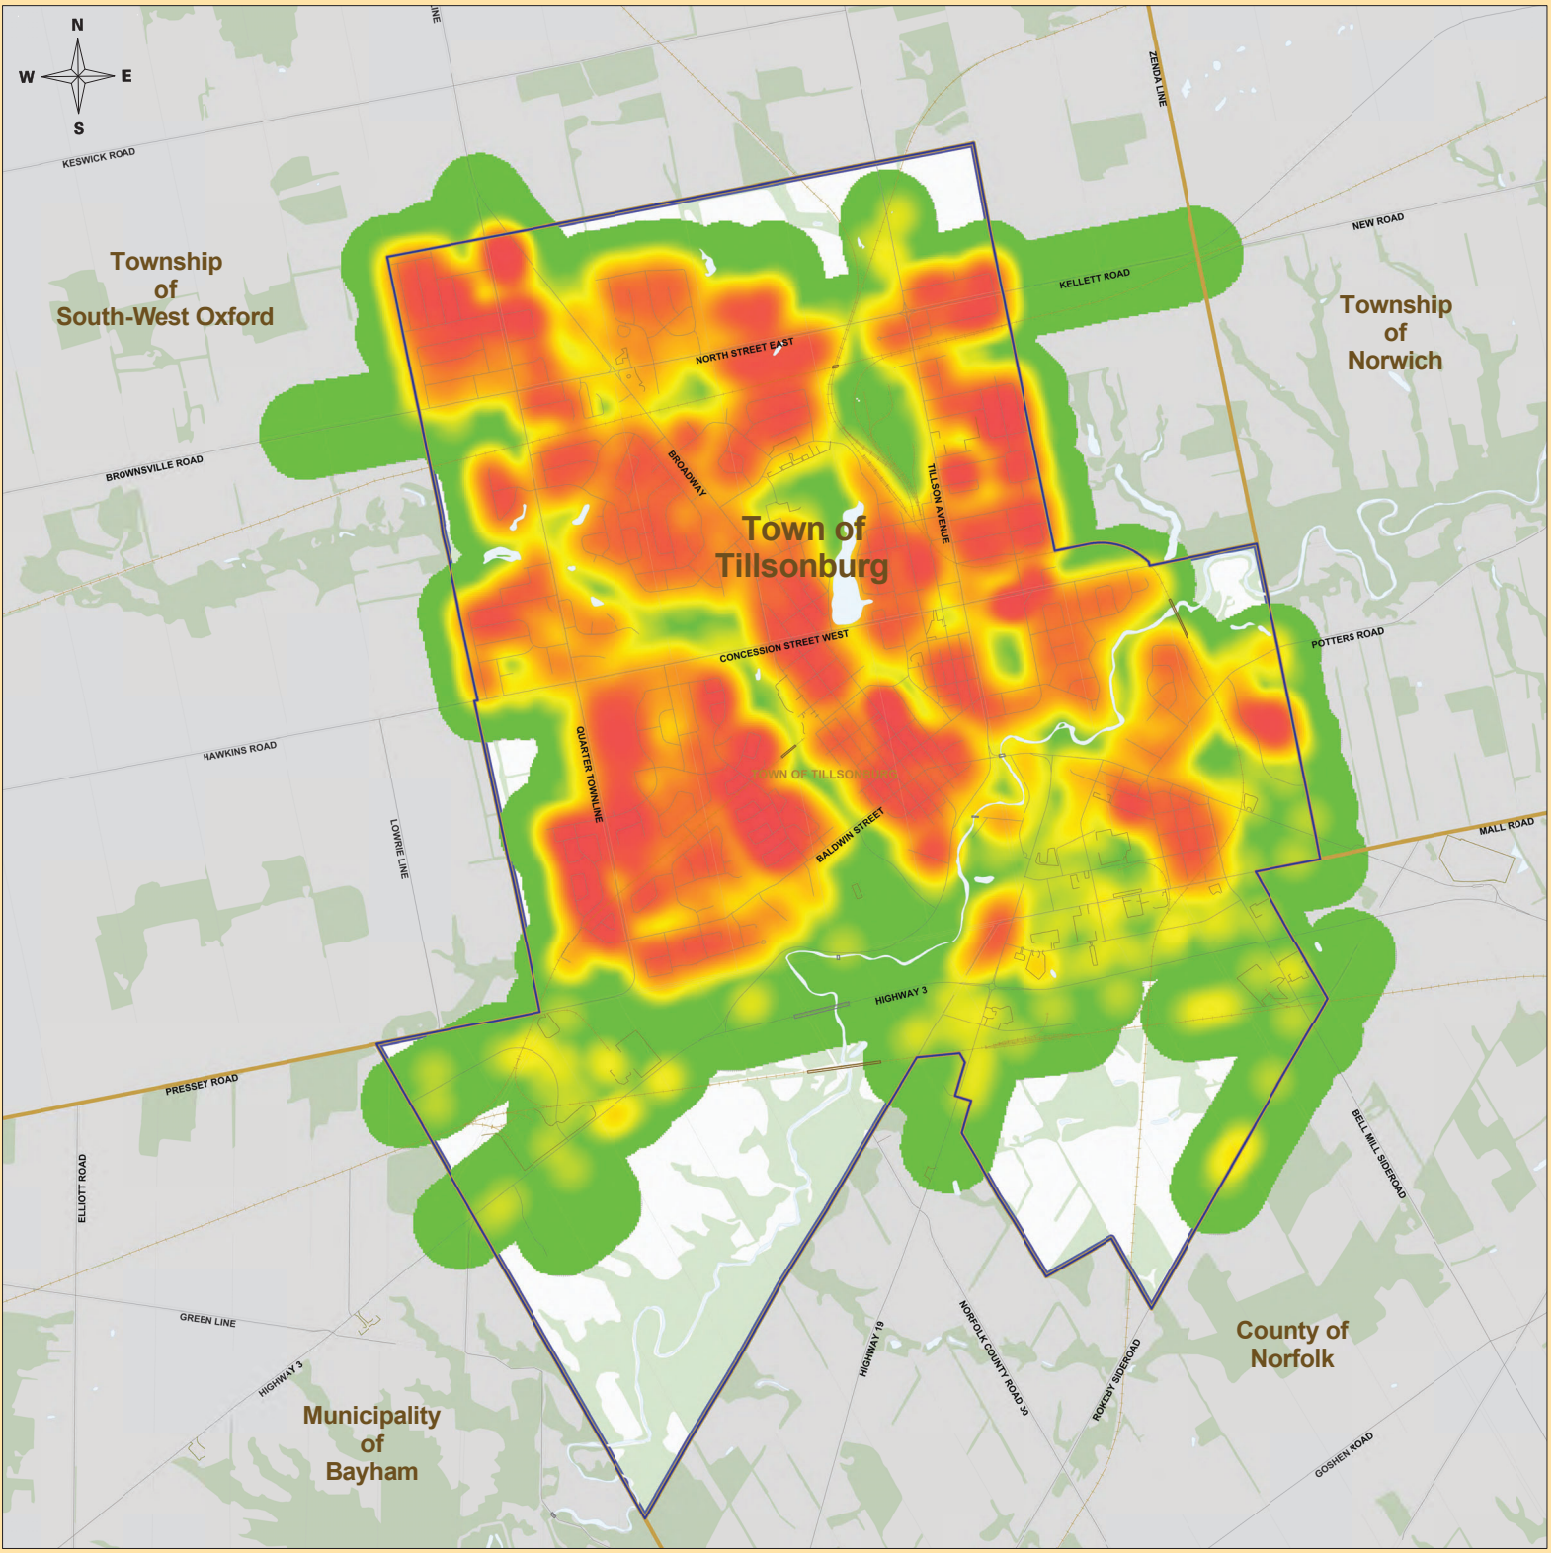 N
W E
S
LINE
ZENDA LINE
KESWICK ROAD
NEW ROAD
KELLETT ROAD
Township
of
South-West Oxford
Township
of
Norwich
NORTH STREET EAST
BROWNSVILLE ROAD
BROADWAY
TILLSON AVENUE
Town of
Tillsonburg
CONCESSION STREET WEST
POTTERS ROAD
HAWKINS ROAD
QUARTER TOWNLINE
TOWN OF TILLSONBURG
LOWRIE LINE
BALDWIN STREET
MALL ROAD
HIGHWAY 3
PRESSEY ROAD
ELLIOTT ROAD
BELL MILL SIDEROAD
GREEN LINE
HIGHWAY 3
HIGHWAY 19
NORFOLK COUNTY ROAD 30
ROKEBY SIDEROAD
County of
Norfolk
Municipality
of
Bayham
GOSHEN ROAD